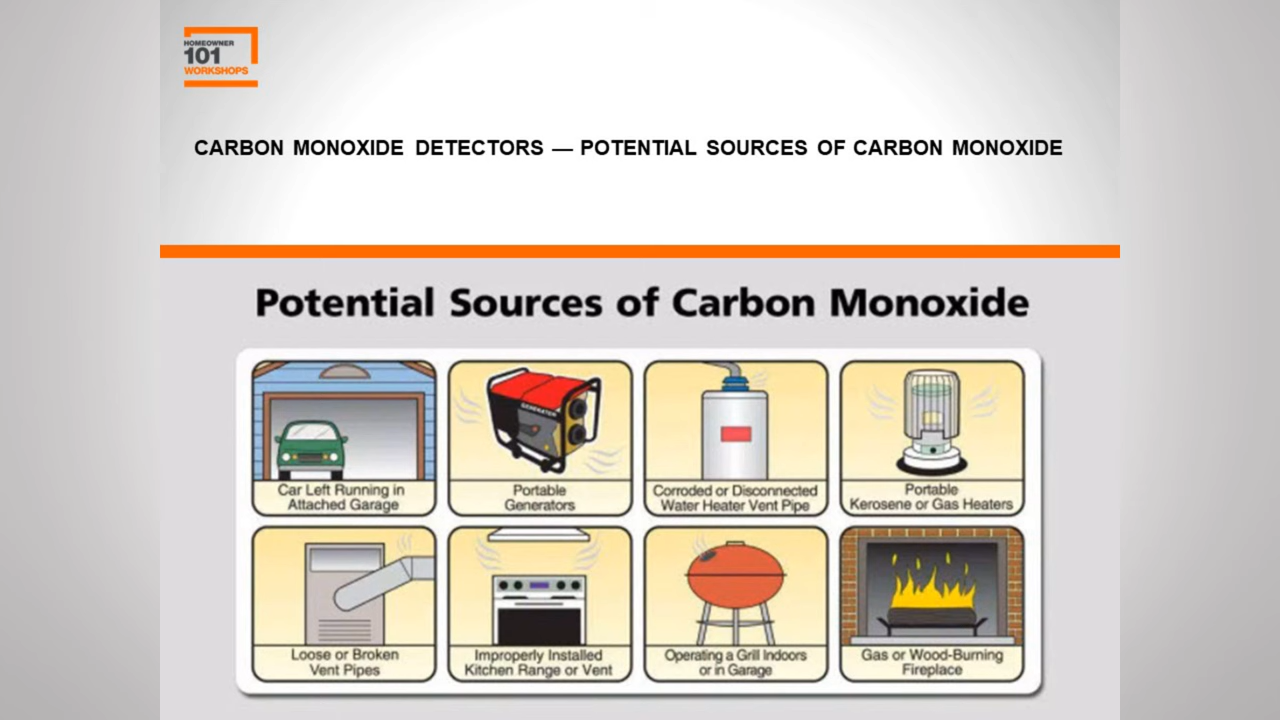 HOMEOWNER
101
WORKSHOPS
CARBON MONOXIDE DETECTORS — POTENTIAL SOURCES OF CARBON MONOXIDE
Potential Sources of Carbon Monoxide
Car Left Running in
Attached Garage
GENERATOR
Portable
Generators
Corroded or Disconnected
Water Heater Vent Pipe
Portable
Kerosene or Gas Heaters
Loose or Broken
Vent Pipes
Improperly Installed
Kitchen Range or Vent
Operating a Grill Indoors
or in Garage
Gas or Wood-Burning
Fireplace